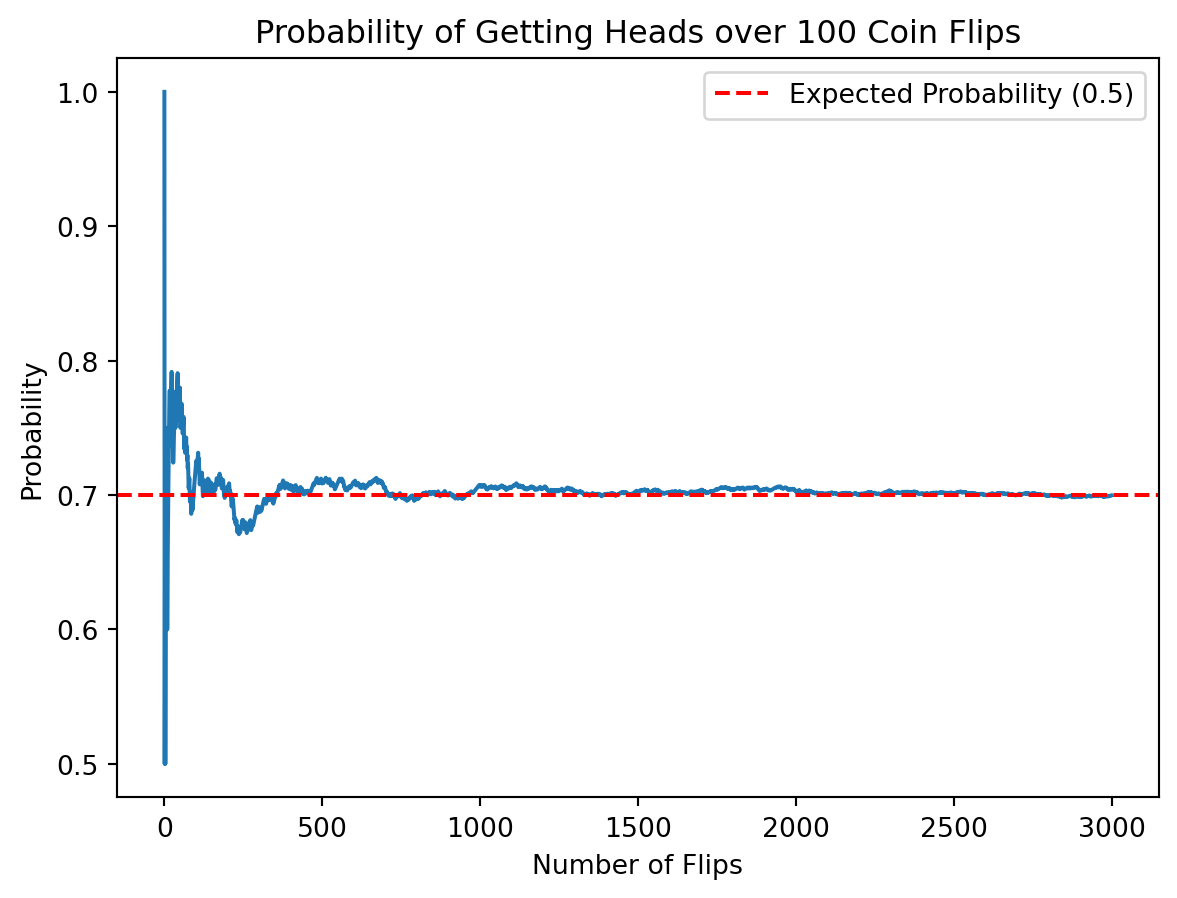 Probability of Getting Heads over 100 Coin Flips
Expected Probability (0.5)
1.0
0.9
0.8
0.7
0.6
0.5
Probability
0 500 1000 1500 2000 2500 3000
Number of Flips